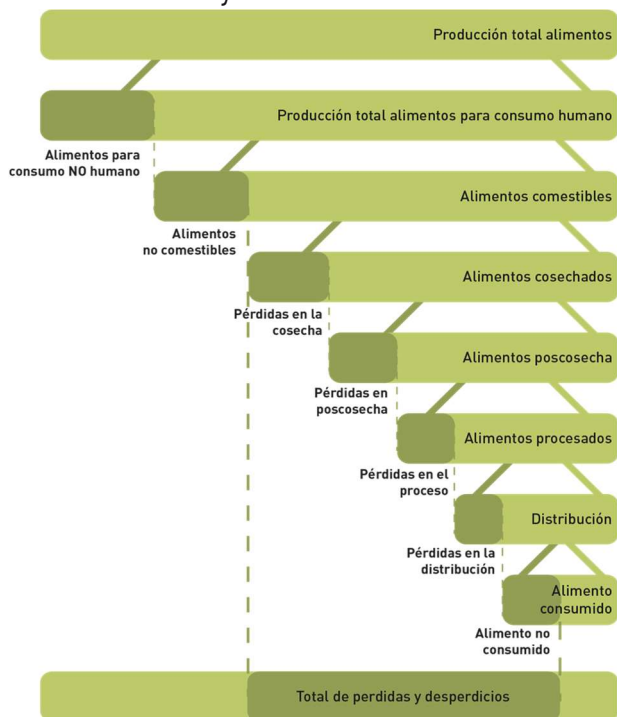 y
Producción total alimentos
Producción total alimentos para consumo humano
Alimentos para
consumo NO humano
Alimentos comestibles
Alimentos
no comestibles
Alimentos cosechados
Pérdidas en la
cosecha
Alimentos poscosecha
Pérdidas en
poscosecha
Alimentos procesados
Pérdidas en el
proceso
Distribución
Pérdidas en la
distribución
Alimento
consumido
Alimento no
consumido
Total de perdidas y desperdicios